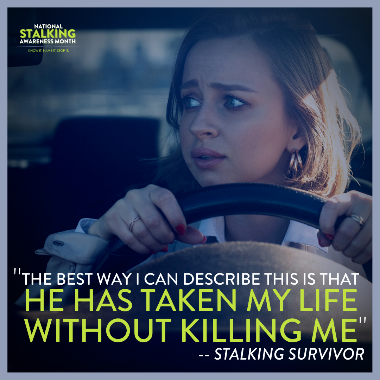 NATIONAL
STALKING
AWARENESS MONTH
"THE BEST WAY I CAN DESCRIBE THIS IS THAT
HE HAS TAKEN MY LIFE
WITHOUT KILLING ME"
-- STALKING SURVIVOR